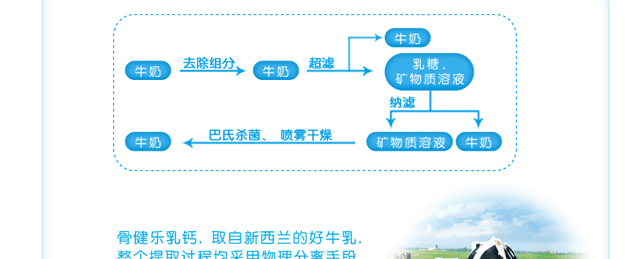 牛奶
去除组分
牛奶
超滤
牛奶
乳糖、
矿物质溶液
纳滤
牛奶
巴氏杀菌、 喷雾干燥
矿物质溶液
牛奶
骨健乐乳钙，取自新西兰的好牛乳，
整个提取过程均采用物理分离手段